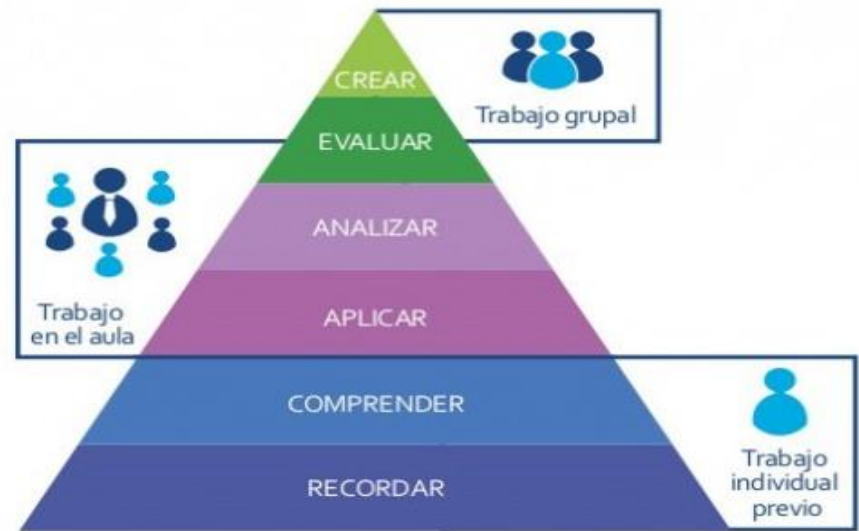 CREAR
Trabajo grupal
EVALUAR
ANALIZAR
Trabajo
en el aula
APLICAR
COMPRENDER
RECORDAR
Trabajo
individual
previo